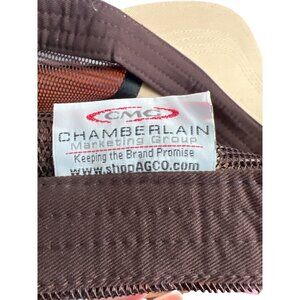 CMG
CHAMBERLAIN
Marketing Group
Keeping the Brand Promise
www.shopAGCO.com